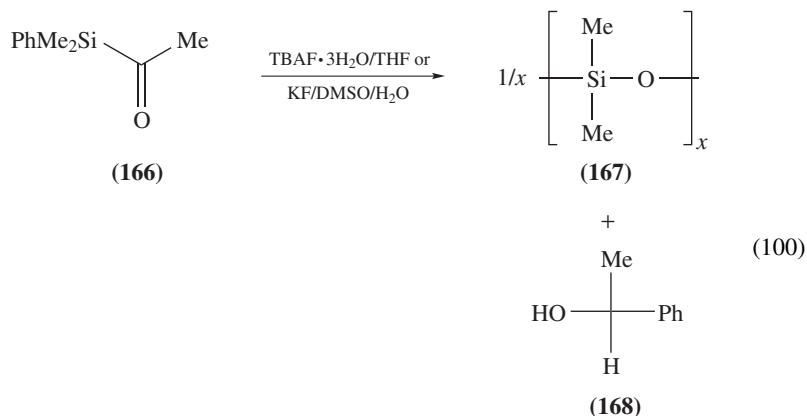 PhMe₂Si
Me
O
(166)
TBAF•3H₂O/THF or
KF/DMSO/H₂O
1/x
Me
Si
O
Me
x
(167)
+
(100)
Me
HO
Ph
H
(168)